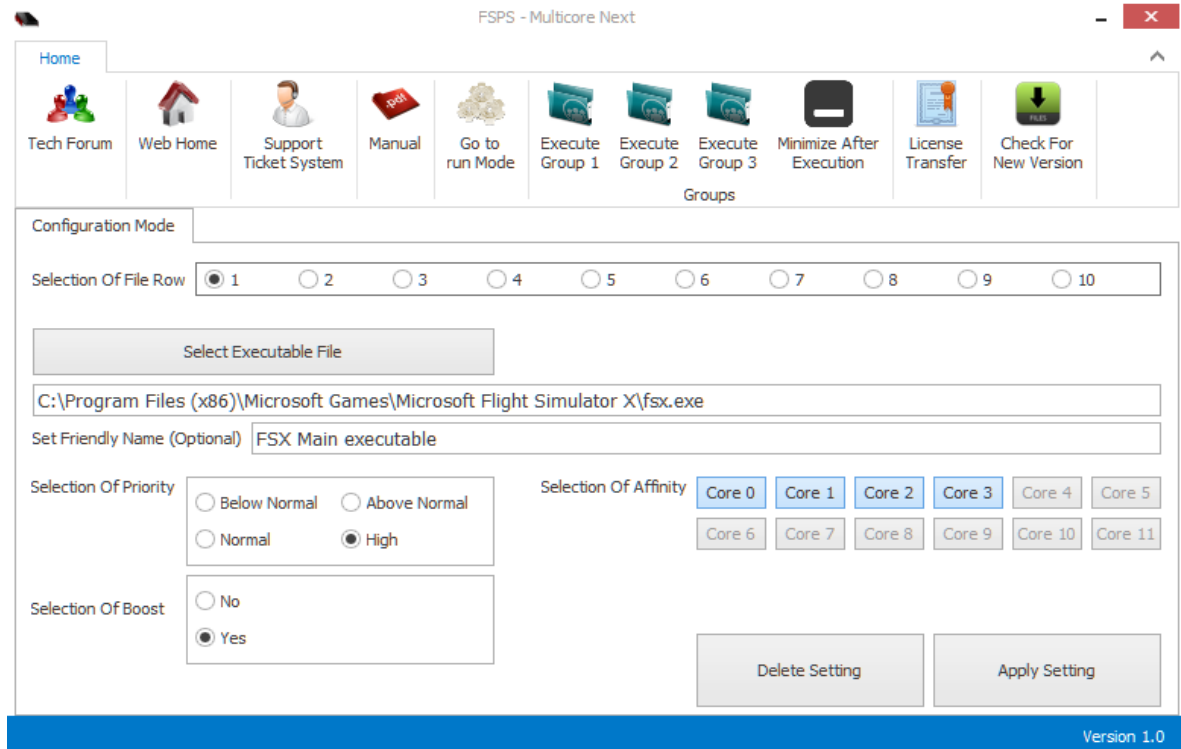 FSPS - Multicore Next
Home
Tech Forum
Web Home
Support
Ticket System
.pdf
Manual
Go to
run Mode
Execute
Group 1
Execute
Group 2
Execute
Group 3
Minimize After
Execution
License
Transfer
FILES
Check For
New Version
Groups
Configuration Mode
Selection Of File Row 1 2 3 4 5 6 7 8 9 10
Select Executable File
C:\Program Files (x86)\Microsoft Games\Microsoft Flight Simulator X\fsx.exe
Set Friendly Name (Optional) FSX Main executable
Selection Of Priority
Below Normal Above Normal
Normal High
Selection Of Affinity Core 0 Core 1 Core 2 Core 3 Core 4 Core 5
Core 6 Core 7 Core 8 Core 9 Core 10 Core 11
Selection Of Boost
No
Yes
Delete Setting Apply Setting
Version 1.0